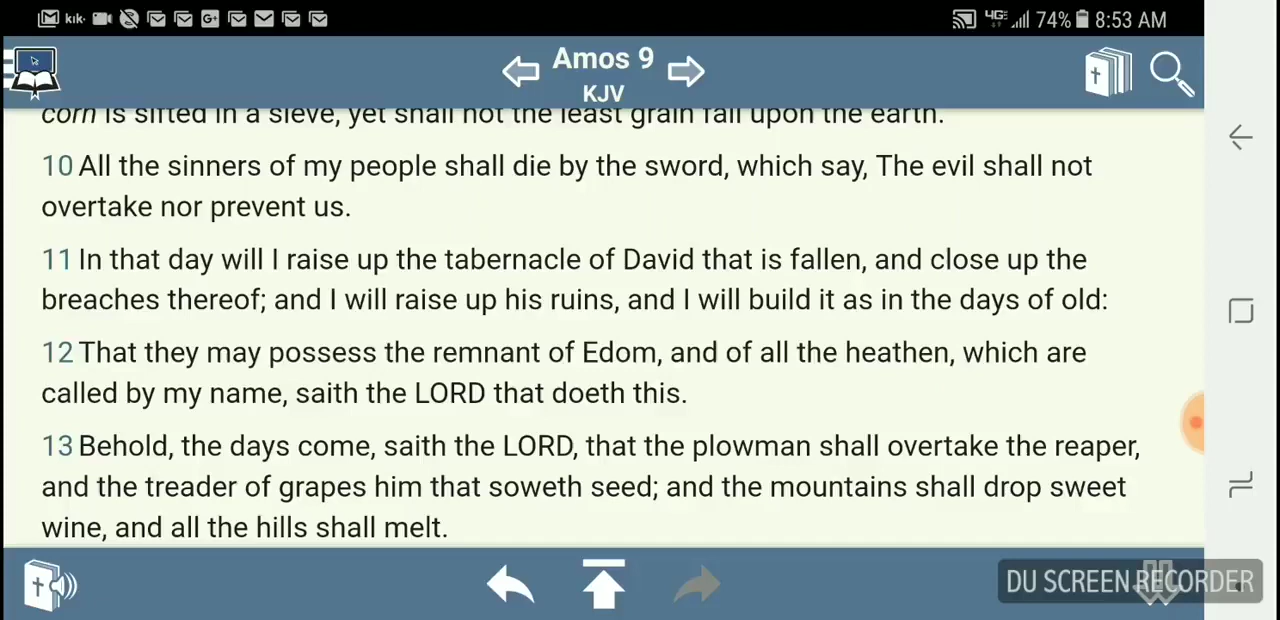 kik. G+ 4GE 74% 8:53 AM
Amos 9
KJV
corn is sifted in a sieve, yet shall not the least grain fall upon the earth.
10 All the sinners of my people shall die by the sword, which say, The evil shall not
overtake nor prevent us.
11 In that day will I raise up the tabernacle of David that is fallen, and close up the
breaches thereof; and I will raise up his ruins, and I will build it as in the days of old:
12 That they may possess the remnant of Edom, and of all the heathen, which are
called by my name, saith the LORD that doeth this.
13 Behold, the days come, saith the LORD, that the plowman shall overtake the reaper,
and the treader of grapes him that soweth seed; and the mountains shall drop sweet
wine, and all the hills shall melt.
DU SCREEN RECORDER